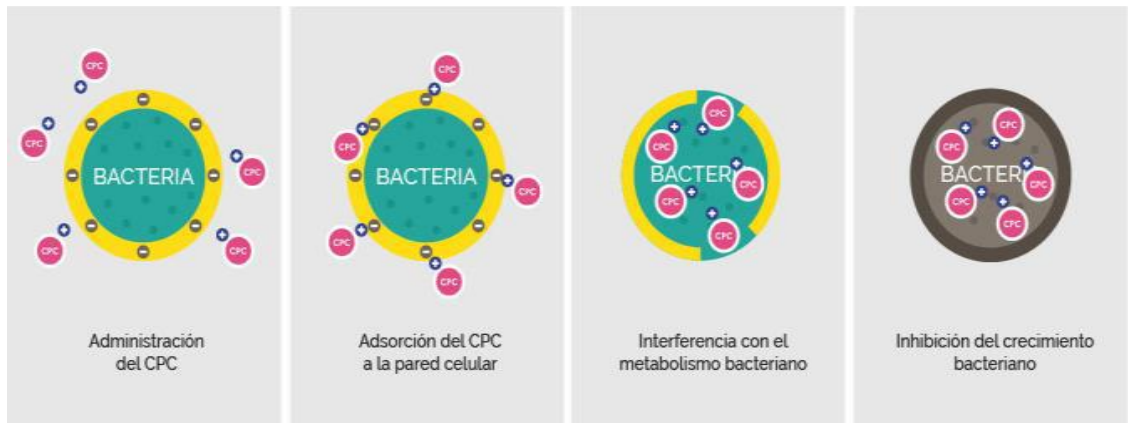 CPC
CPC
CPC
CPC
CPC
BACTERIA
Administración
del CPC
CPC
CPC
CPC
CPC
CPC
BACTERIA
Adsorción del CPC
a la pared celular
CPC
CPC
CPC
CPC
CPC
BACTERI
Interferencia con el
metabolismo bacteriano
CPC
CPC
CPC
CPC
CPC
BACTERI
Inhibición del crecimiento
bacteriano